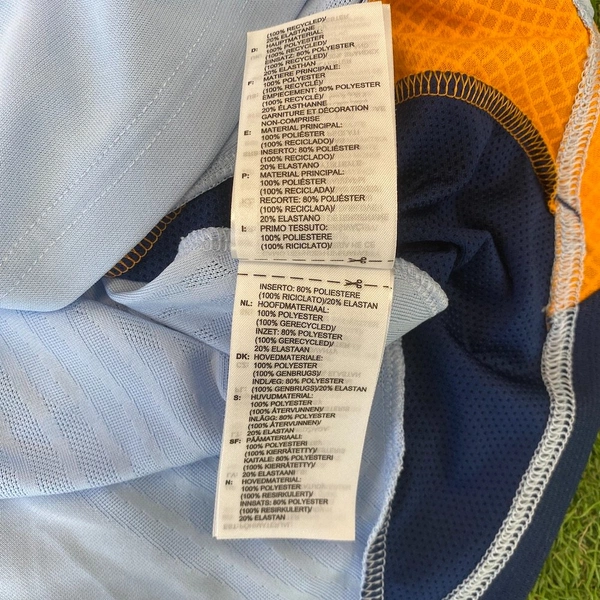 (100% RECYCLED)/
20% ELASTANE
D: HAUPTMATERIAL:
100% POLYESTER
(100% RECYCLED)/
EINSATZ: 80% POLYESTER
(100% RECYCLED)/
20% ELASTHAN
F: MATIERE PRINCIPALE:
100% POLYESTER
(100% RECYCLÉ)/
EMPIECEMENT: 80% POLYESTER
(100% RECYCLÉ)/
20% ÉLASTHANNE
GARNITURE ET DÉCORATION
NON-COMPRISE
E: MATERIAL PRINCIPAL:
100% POLIÉSTER
(100% RECICLADO)/
INSERTO: 80% POLIÉSTER
(100% RECICLADO)/
20% ELASTANO
P: MATERIAL PRINCIPAL:
100% POLIÉSTER
(100% RECICLADA)/
RECORTE: 80% POLIÉSTER
(100% RECICLADA)/
20% ELASTANO
I: PRIMO TESSUTO:
100% POLIESTERE
(100% RICICLATO)/
INSERTO: 80% POLIESTERE
(100% RICICLATO)/20% ELASTAN
NL: HOOFDMATERIAAL:
100% POLYESTER
(100% GERECYCLED)/
INZET: 80% POLYESTER
(100% GERECYCLED)/
20% ELASTAAN
DK: HOVEDMATERIALE:
100% POLYESTER
(100% GENBRUGS)/
INDLÆG: 80% POLYESTER
(100% GENBRUGS)/20% ELASTAN
S: HUVUDMATERIAL:
100% POLYESTER
(100% ÅTERVUNNEN)/
INLÄGG: 80% POLYESTER
(100% ÅTERVUNNEN)/
20% ELASTAN
SF: PÄÄMATERIAALI:
100% POLYESTERI
(100% KIERRÄTETTY)/
KAITALE: 80% POLYESTERI
(100% KIERRÄTETTY)/
20% ELASTAANI
N: HOVEDMATERIAL:
100% POLYESTER
(100% RESIRKULERT)/
INNSATS: 80% POLYESTER
(100% RESIRKULERT)/
20% ELASTAN